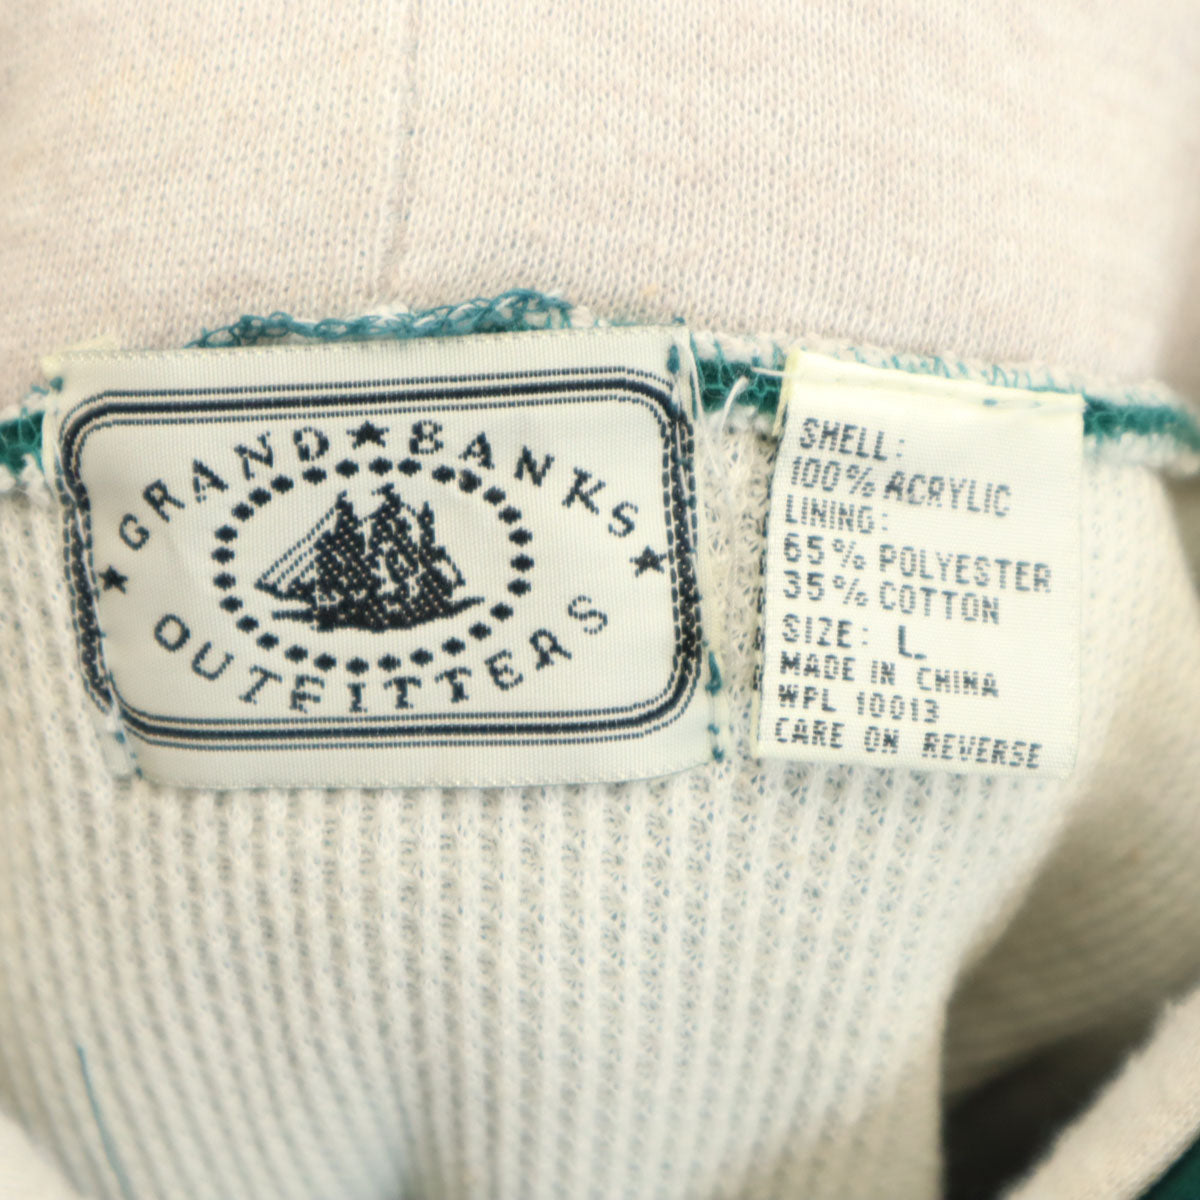 GRAND★BANKS
★ ★
OUTFITTERS
SHELL:
100% ACRYLIC
LINING:
65% POLYESTER
35% COTTON
SIZE: L
MADE IN CHINA
WPL 10013
CARE ON REVERSE